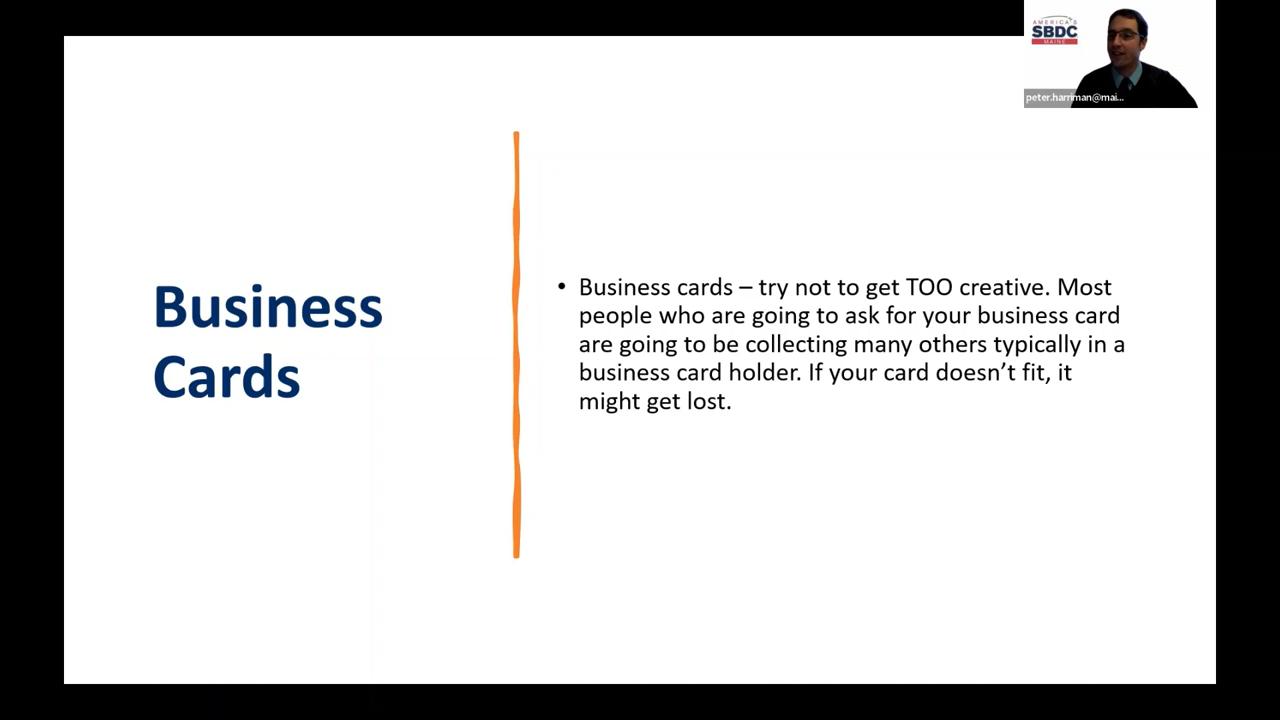 AMERICA'S
SBDC
MAINE
peter.harriman@mai...
Business
Cards
• Business cards – try not to get TOO creative. Most
people who are going to ask for your business card
are going to be collecting many others typically in a
business card holder. If your card doesn’t fit, it
might get lost.